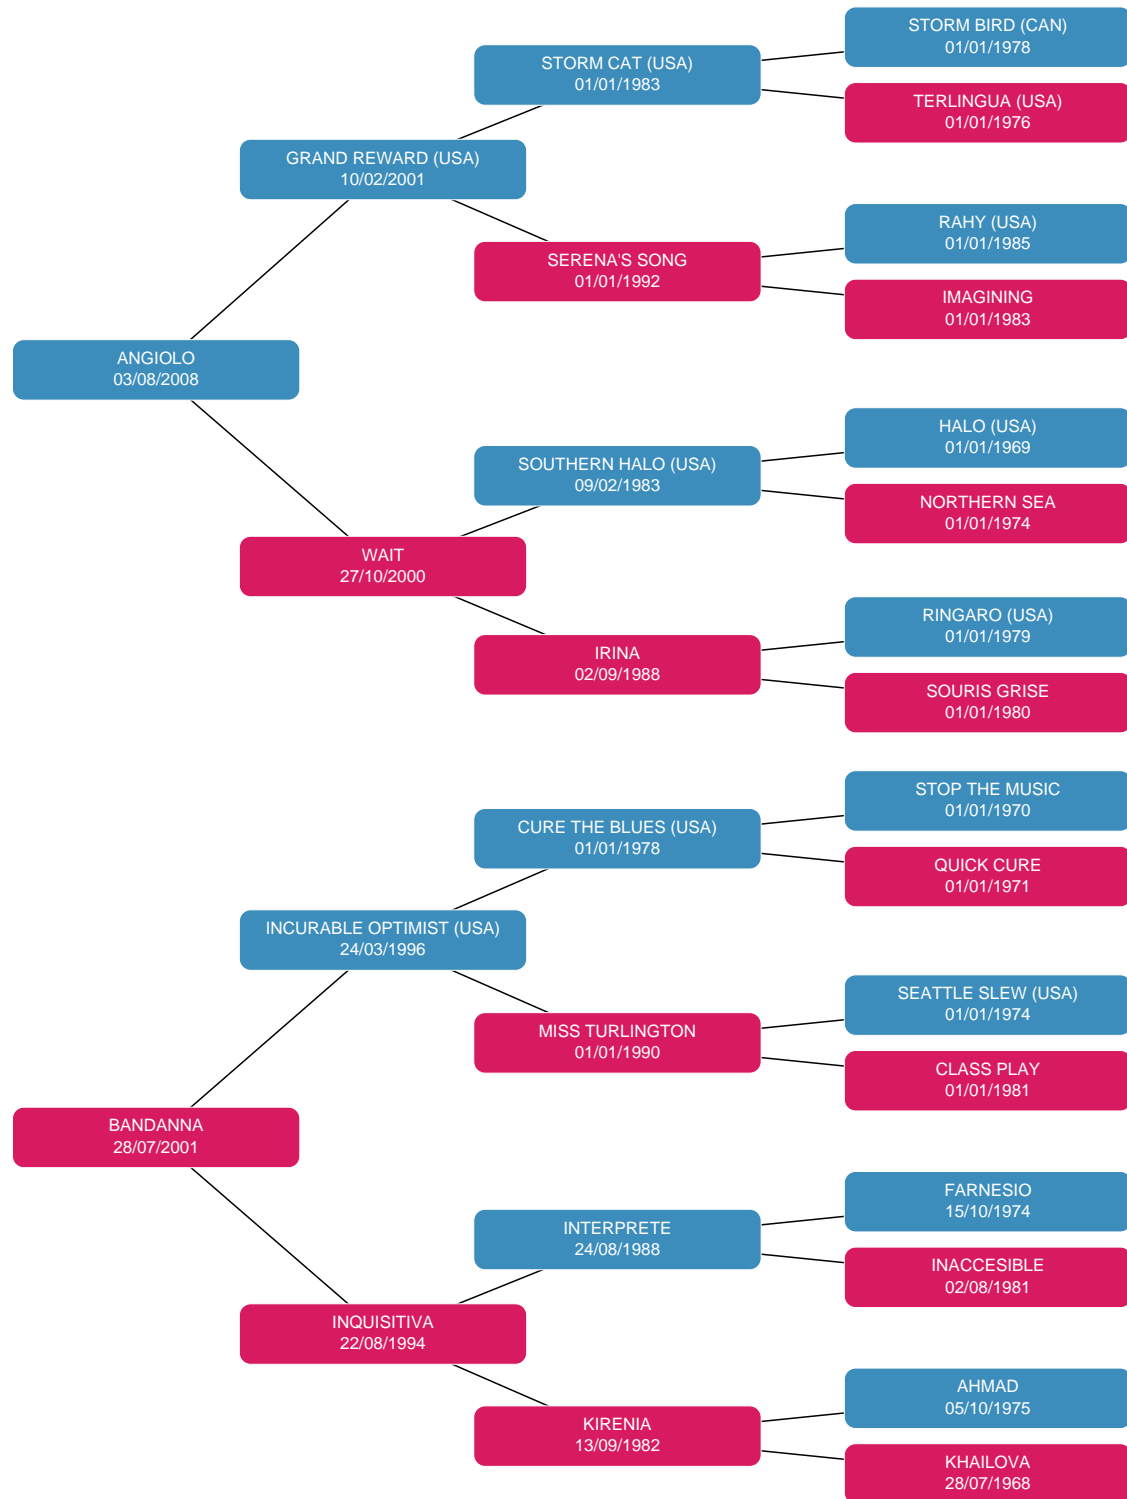 STORM BIRD (CAN)
01/01/1978
STORM CAT (USA)
01/01/1983
TERLINGUA (USA)
01/01/1976
GRAND REWARD (USA)
10/02/2001
RAHY (USA)
01/01/1985
SERENA'S SONG
01/01/1992
IMAGINING
01/01/1983
ANGIOLO
03/08/2008
HALO (USA)
01/01/1969
SOUTHERN HALO (USA)
09/02/1983
NORTHERN SEA
01/01/1974
WAIT
27/10/2000
RINGARO (USA)
01/01/1979
IRINA
02/09/1988
SOURIS GRISE
01/01/1980
STOP THE MUSIC
01/01/1970
CURE THE BLUES (USA)
01/01/1978
QUICK CURE
01/01/1971
INCURABLE OPTIMIST (USA)
24/03/1996
SEATTLE SLEW (USA)
01/01/1974
MISS TURLINGTON
01/01/1990
CLASS PLAY
01/01/1981
BANDANNA
28/07/2001
FARNESIO
15/10/1974
INTERPRETE
24/08/1988
INACCESIBLE
02/08/1981
INQUISITIVA
22/08/1994
AHMAD
05/10/1975
KIRENIA
13/09/1982
KHAILOVA
28/07/1968